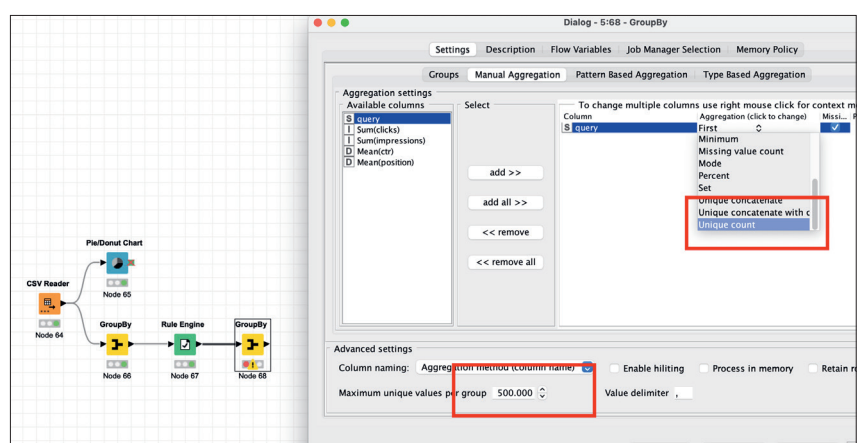 Dialog - 5:68 - GroupBy
Settings Description Flow Variables Job Manager Selection Memory Policy
Groups Manual Aggregation Pattern Based Aggregation Type Based Aggregation
Aggregation settings
Available columns
S query
I Sum(clicks)
I Sum(impressions)
D Mean(ctr)
D Mean(position)
Select
add >>
add all >>
<< remove
<< remove all
To change multiple columns use right mouse click for context m
Column Aggregation (click to change) Missi... P
S query First
Minimum
Missing value count
Mode
Percent
Set
Unique concatenate
Unique concatenate with c
Unique count
Advanced settings
Column naming: Aggregation method (column name) Enable hiliting Process in memory Retain ro
Maximum unique values per group 500.000 Value delimiter ,
Pie/Donut Chart
Node 65
CSV Reader
Node 64
GroupBy
Node 66
Rule Engine
Node 67
GroupBy
Node 68